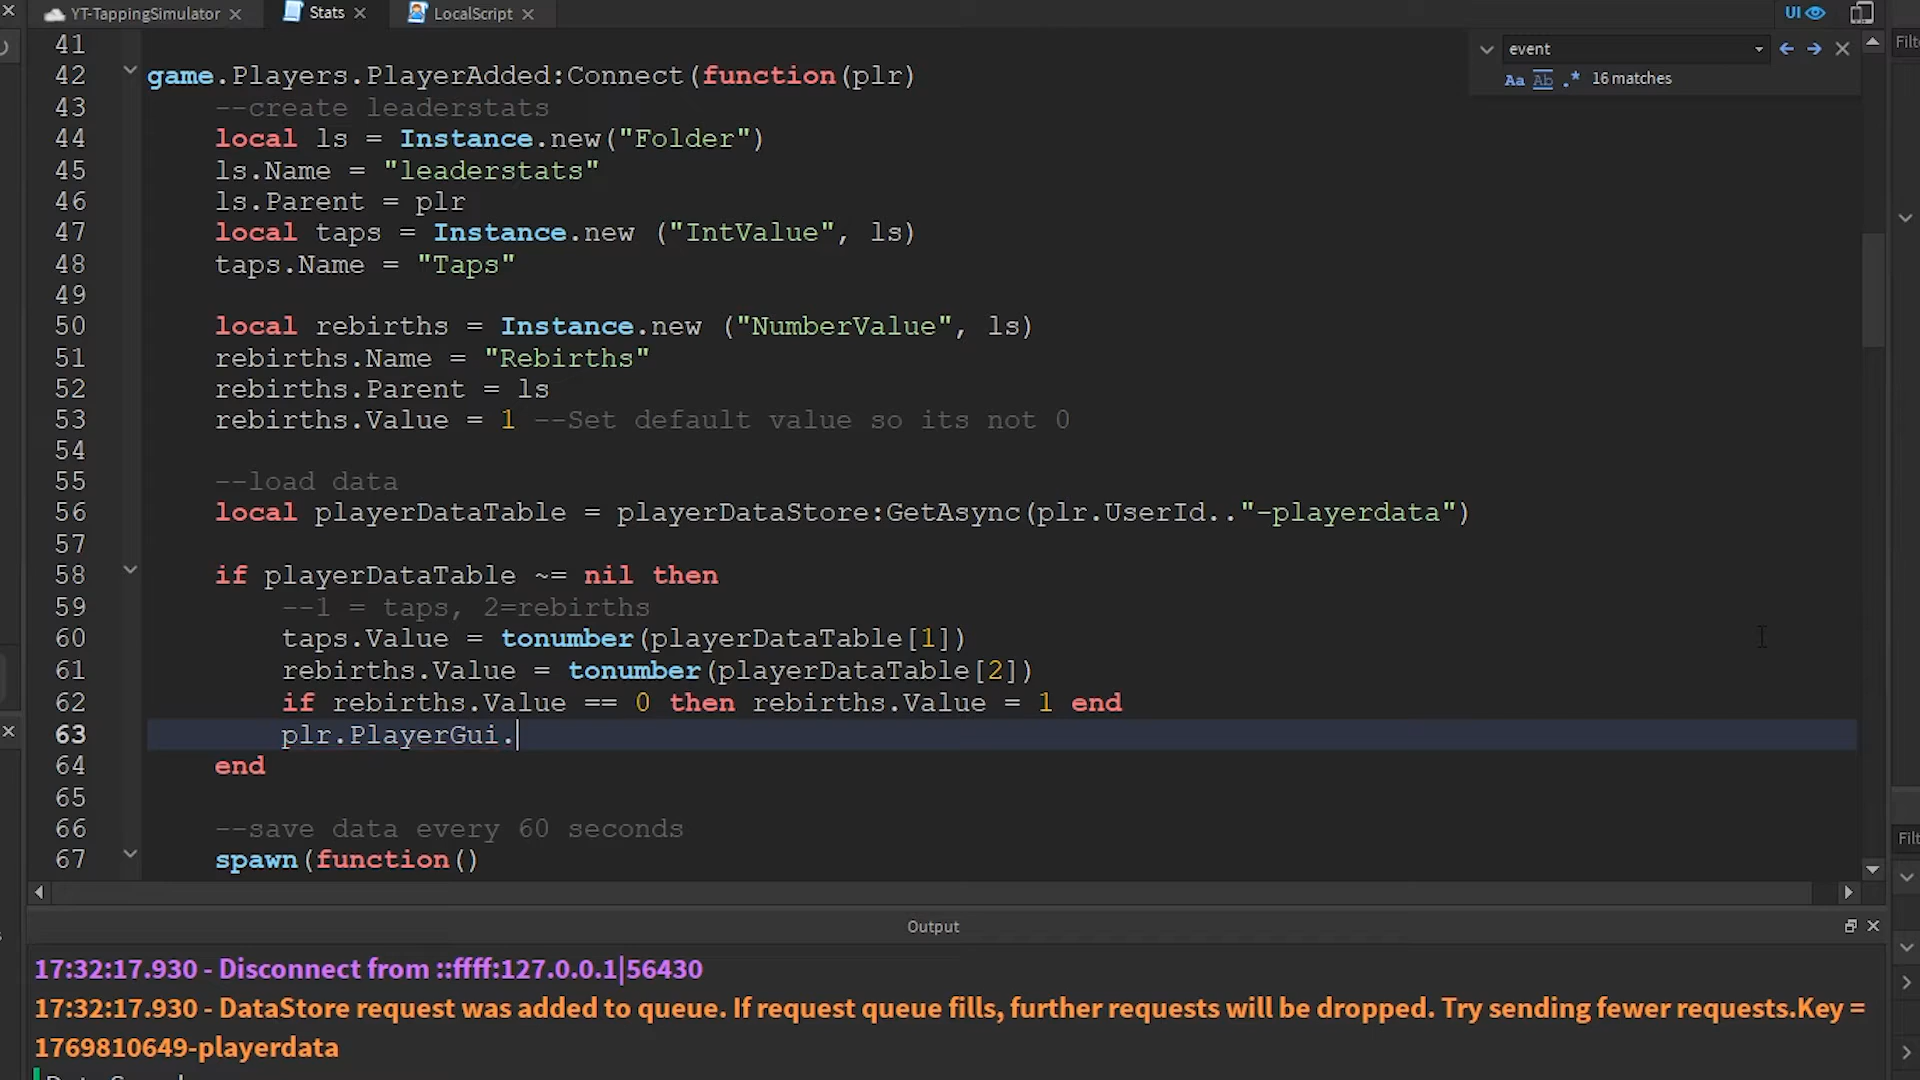 YT-TappingSimulator
Stats
LocalScript
UI
event
Aa Ab .* 16 matches
Filt
41
42 game.Players.PlayerAdded:Connect(function(plr)
43 --create leaderstats
44 local ls = Instance.new("Folder")
45 ls.Name = "leaderstats"
46 ls.Parent = plr
47 local taps = Instance.new ("IntValue", ls)
48 taps.Name = "Taps"
49
50 local rebirths = Instance.new ("NumberValue", ls)
51 rebirths.Name = "Rebirths"
52 rebirths.Parent = ls
53 rebirths.Value = 1 --Set default value so its not 0
54
55 --load data
56 local playerDataTable = playerDataStore:GetAsync(plr.UserId.."-playerdata")
57
58 if playerDataTable ~= nil then
59 --1 = taps, 2=rebirths
60 taps.Value = tonumber(playerDataTable[1])
61 rebirths.Value = tonumber(playerDataTable[2])
62 if rebirths.Value == 0 then rebirths.Value = 1 end
63 plr.PlayerGui.
64 end
65
66 --save data every 60 seconds
67 spawn(function()
Filt
Output
17:32:17.930 - Disconnect from ::ffff:127.0.0.1|56430
17:32:17.930 - DataStore request was added to queue. If request queue fills, further requests will be dropped. Try sending fewer requests.Key =
1769810649-playerdata